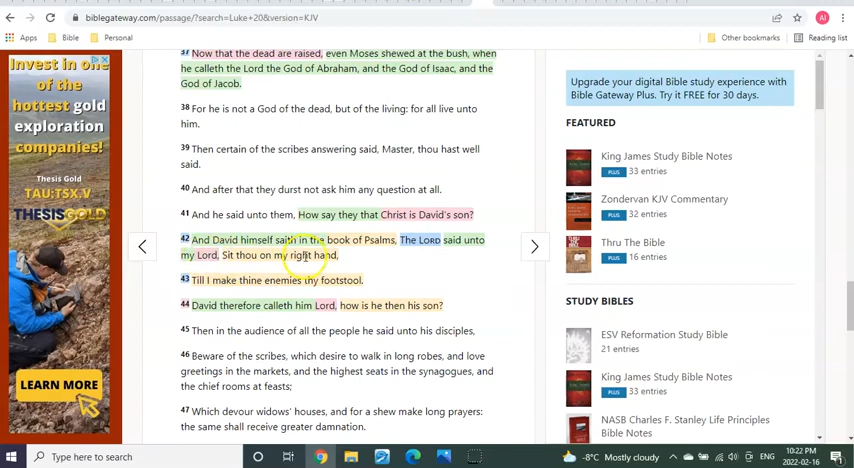 biblegateway.com/passage/?search=Luke+20&version=KJV
AI
Apps
Bible
Personal
Other bookmarks
Reading list
Invest in one
of the
hottest gold
exploration
companies!
Thesis Gold
TAU:TSX.V
THESIS GOLD
LEARN MORE
37 Now that the dead are raised, even Moses shewed at the bush, when
he calleth the Lord the God of Abraham, and the God of Isaac, and the
God of Jacob.
38 For he is not a God of the dead, but of the living: for all live unto
him.
39 Then certain of the scribes answering said, Master, thou hast well
said.
40 And after that they durst not ask him any question at all.
41 And he said unto them, How say they that Christ is David's son?
42 And David himself saith in the book of Psalms, The LORD said unto
my Lord, Sit thou on my right hand,
43 Till I make thine enemies thy footstool.
44 David therefore calleth him Lord, how is he then his son?
45 Then in the audience of all the people he said unto his disciples,
46 Beware of the scribes, which desire to walk in long robes, and love
greetings in the markets, and the highest seats in the synagogues, and
the chief rooms at feasts;
47 Which devour widows' houses, and for a shew make long prayers:
the same shall receive greater damnation.
Upgrade your digital Bible study experience with
Bible Gateway Plus. Try it FREE for 30 days.
FEATURED
King James Study Bible Notes
PLUS 33 entries
Zondervan KJV Commentary
PLUS 32 entries
Thru The Bible
PLUS 16 entries
STUDY BIBLES
ESV Reformation Study Bible
21 entries
King James Study Bible Notes
PLUS 33 entries
NASB Charles F. Stanley Life Principles
Bible Notes
Type here to search
-8°C Mostly cloudy
ENG
10:22 PM
2022-02-16